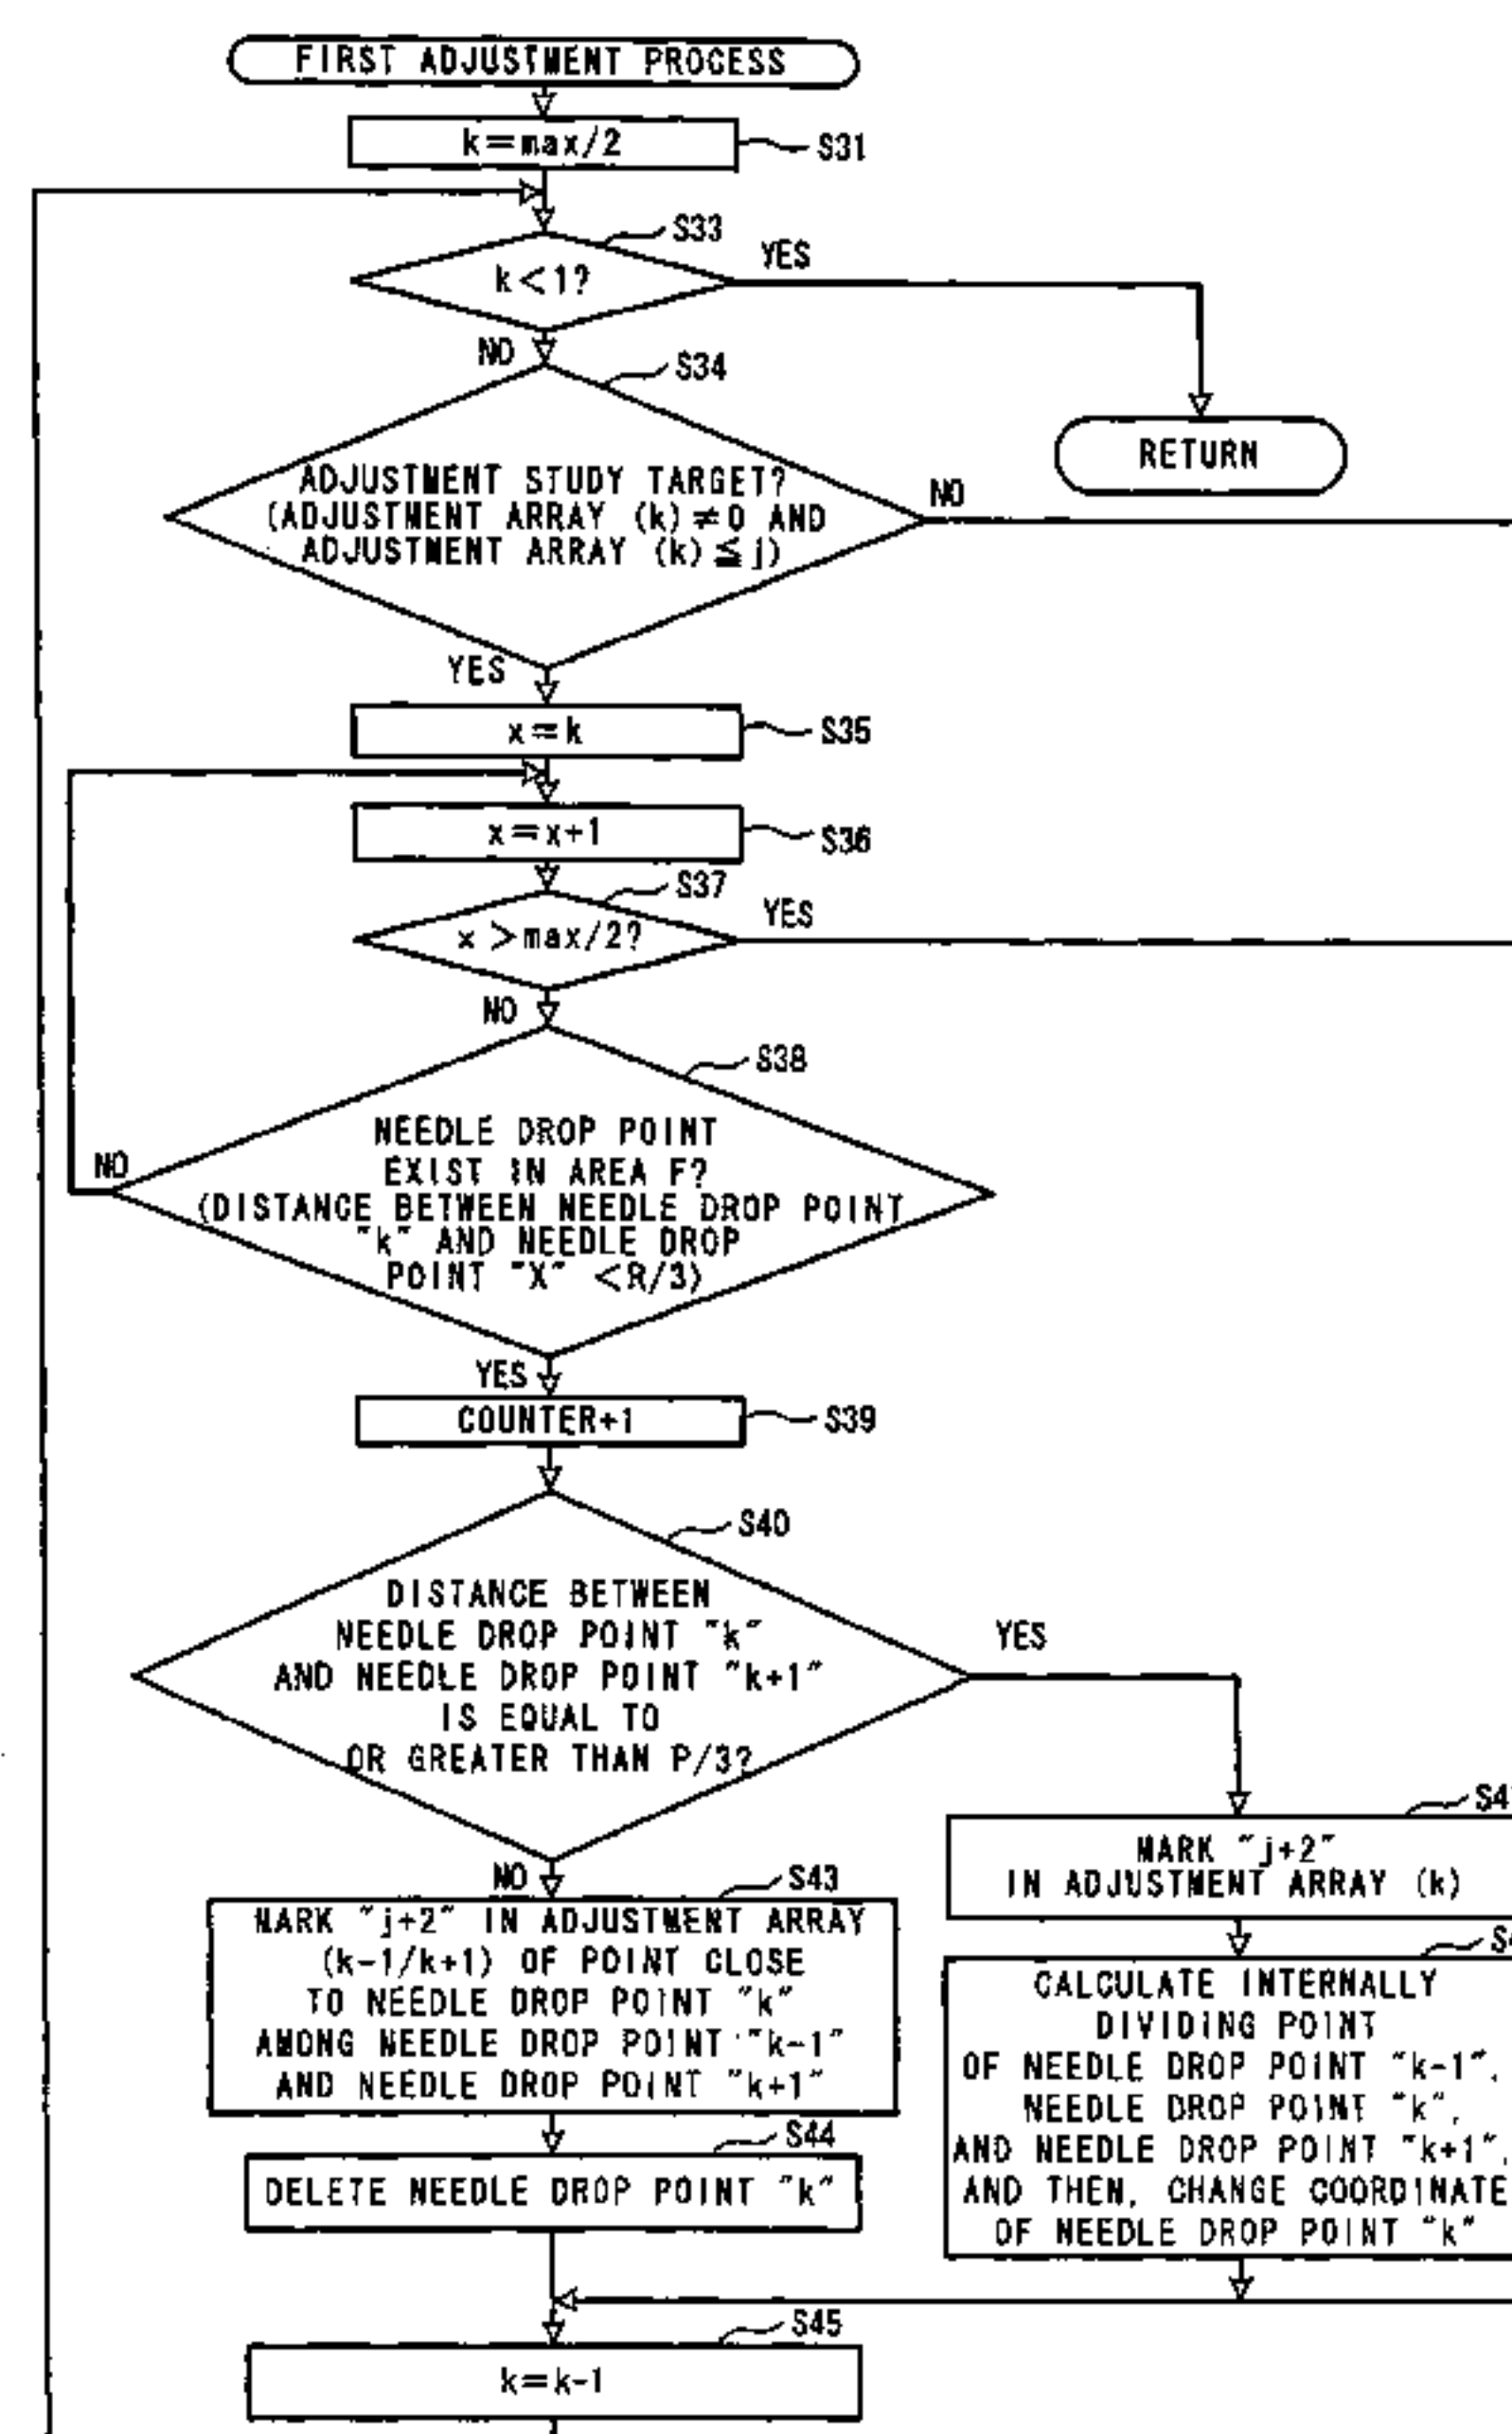 FIRST ADJUSTMENT PROCESS
k=max/2
S31
S33
k<1?
YES
NO
S34
RETURN
ADJUSTMENT STUDY TARGET?
(ADJUSTMENT ARRAY (k)≠0 AND
ADJUSTMENT ARRAY (k)≦j)
NO
YES
x=k
S35
x=x+1
S36
S37
x>max/2?
YES
NO
S38
NEEDLE DROP POINT
EXIST IN AREA F?
(DISTANCE BETWEEN NEEDLE DROP POINT
"k" AND NEEDLE DROP
POINT "X" <R/3)
NO
YES
COUNTER+1
S39
S40
DISTANCE BETWEEN
NEEDLE DROP POINT "k"
AND NEEDLE DROP POINT "k+1"
IS EQUAL TO
OR GREATER THAN P/3?
YES
NO
MARK "j+2"
IN ADJUSTMENT ARRAY (k)
S43
MARK "j+2" IN ADJUSTMENT ARRAY
(k-1/k+1) OF POINT CLOSE
TO NEEDLE DROP POINT "k"
AMONG NEEDLE DROP POINT "k-1"
AND NEEDLE DROP POINT "k+1"
CALCULATE INTERNALLY
DIVIDING POINT
OF NEEDLE DROP POINT "k-1",
NEEDLE DROP POINT "k",
AND NEEDLE DROP POINT "k+1",
AND THEN, CHANGE COORDINATE
OF NEEDLE DROP POINT "k"
S44
DELETE NEEDLE DROP POINT "k"
S45
k=k-1